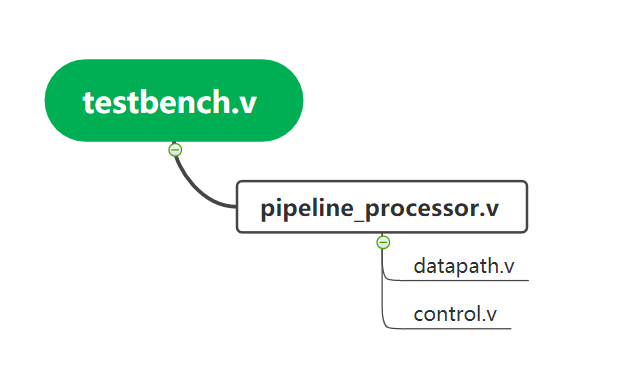 testbench.v
pipeline_processor.v
datapath.v
control.v